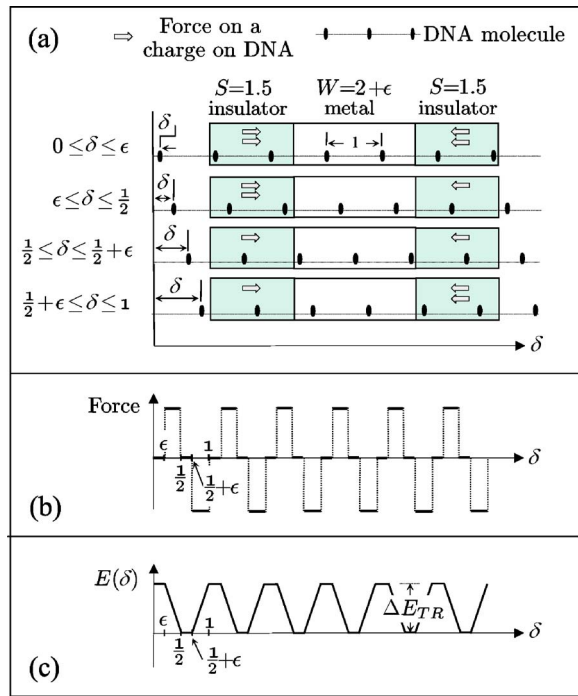 (a)
Force on a
charge on DNA
DNA molecule
S=1.5
insulator
W=2+ϵ
metal
S=1.5
insulator
δ
0≤δ≤ϵ
1
δ
ϵ≤δ≤½
δ
½≤δ≤½+ϵ
δ
½+ϵ≤δ≤1
δ
Force
ϵ
1
δ
½
½+ϵ
(b)
E(δ)
ΔE_TR
ϵ
1
δ
½
½+ϵ
(c)